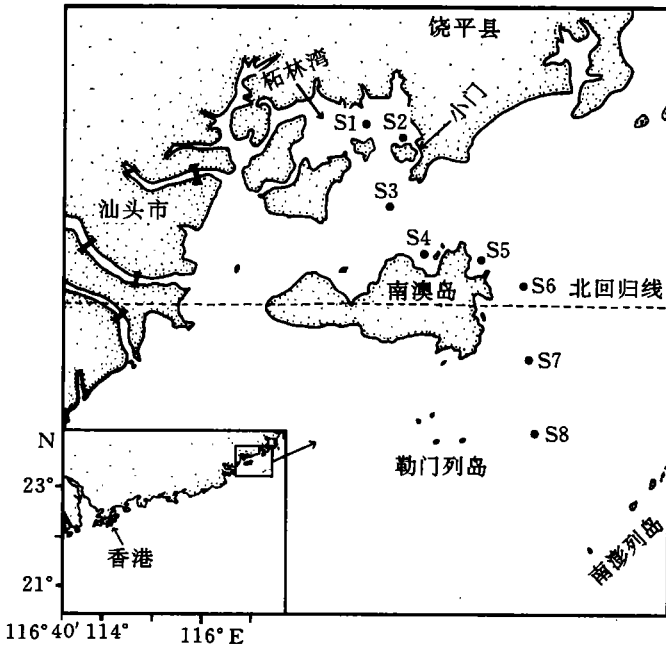 饶平县
柘林湾
小门
S1
S2
S3
汕头市
S4
S5
南澳岛
S6
北回归线
S7
S8
勒门列岛
南澎列岛
N
23°
香港
21°
116°40′ 114°
116°E